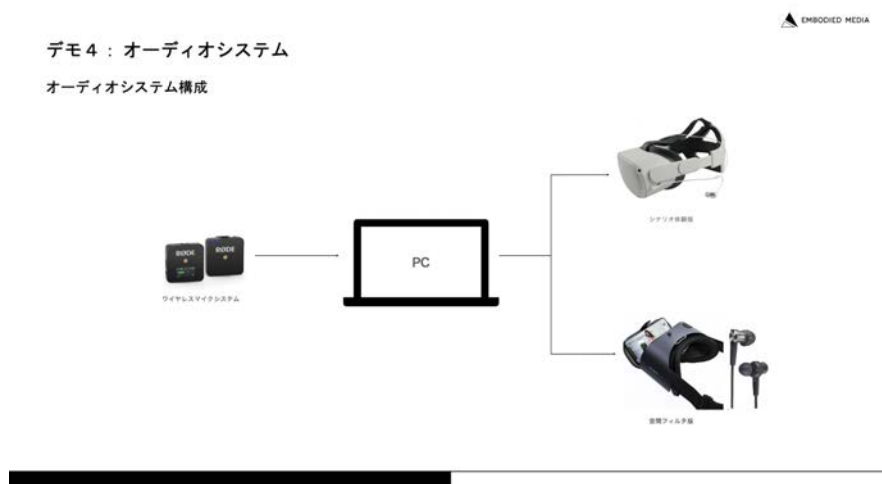 EMBODIED MEDIA
デモ４： オーディオシステム
オーディオシステム構成
シナリオ体験版
RØDE
RØDE
PC
ワイヤレスマイクシステム
空間フィルタ版